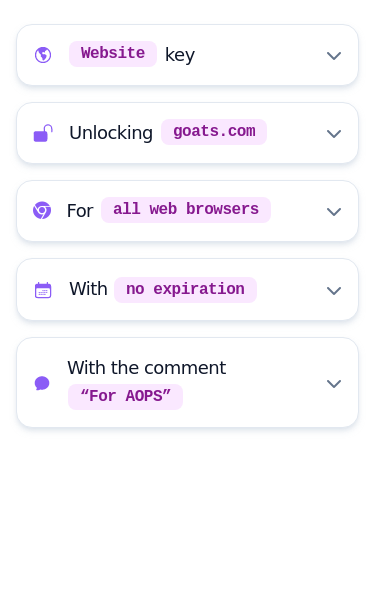 Website key
Unlocking goats.com
For all web browsers
With no expiration
With the comment
“For AOPS”